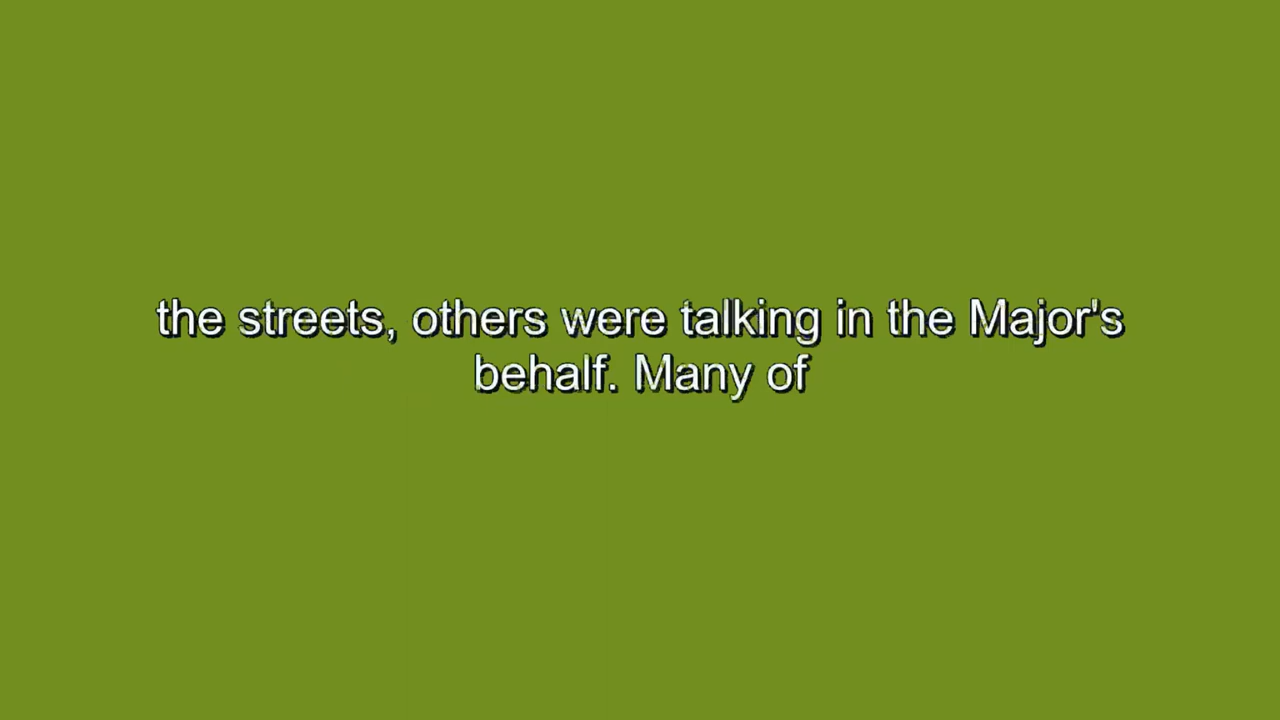 the streets, others were talking in the Major's
behalf. Many of